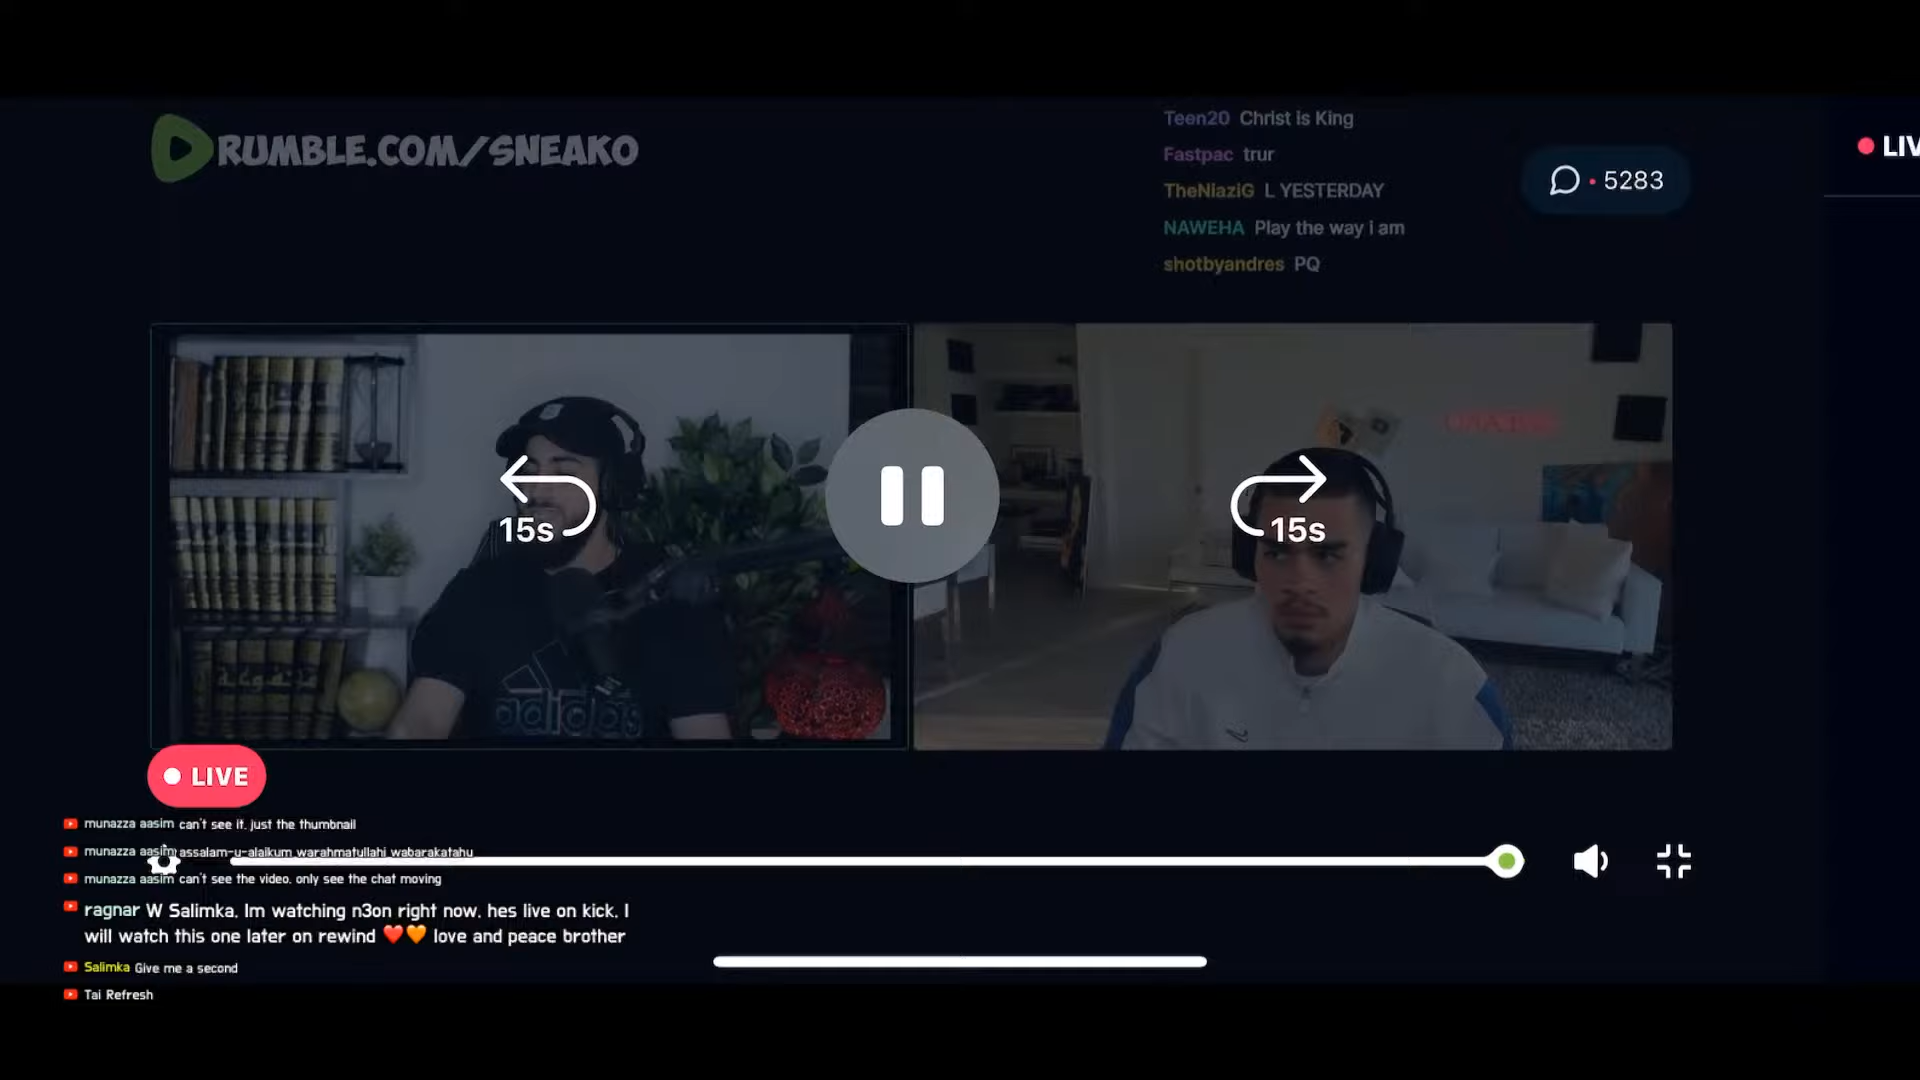 RUMBLE.COM/SNEAKO
Teen20 Christ is King
Fastpac trur
TheNiaziG L YESTERDAY
NAWEHA Play the way i am
shotbyandres PQ
5283
LIV
15s
15s
adidas
LIVE
munazza aasim can't see it. just the thumbnail
munazza aasim assalam-u-alaikum warahmatullahi wabarakatahu
munazza aasim can't see the video. only see the chat moving
ragnar W Salimka. Im watching n3on right now. hes live on kick. I
will watch this one later on rewind ❤️🧡 love and peace brother
Salimka Give me a second
Tai Refresh